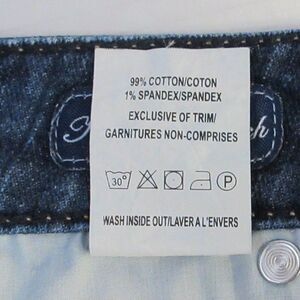 99% COTTON/COTON
1% SPANDEX/SPANDEX
EXCLUSIVE OF TRIM/
GARNITURES NON-COMPRISES
30°
P
WASH INSIDE OUT/LAVER A L'ENVERS